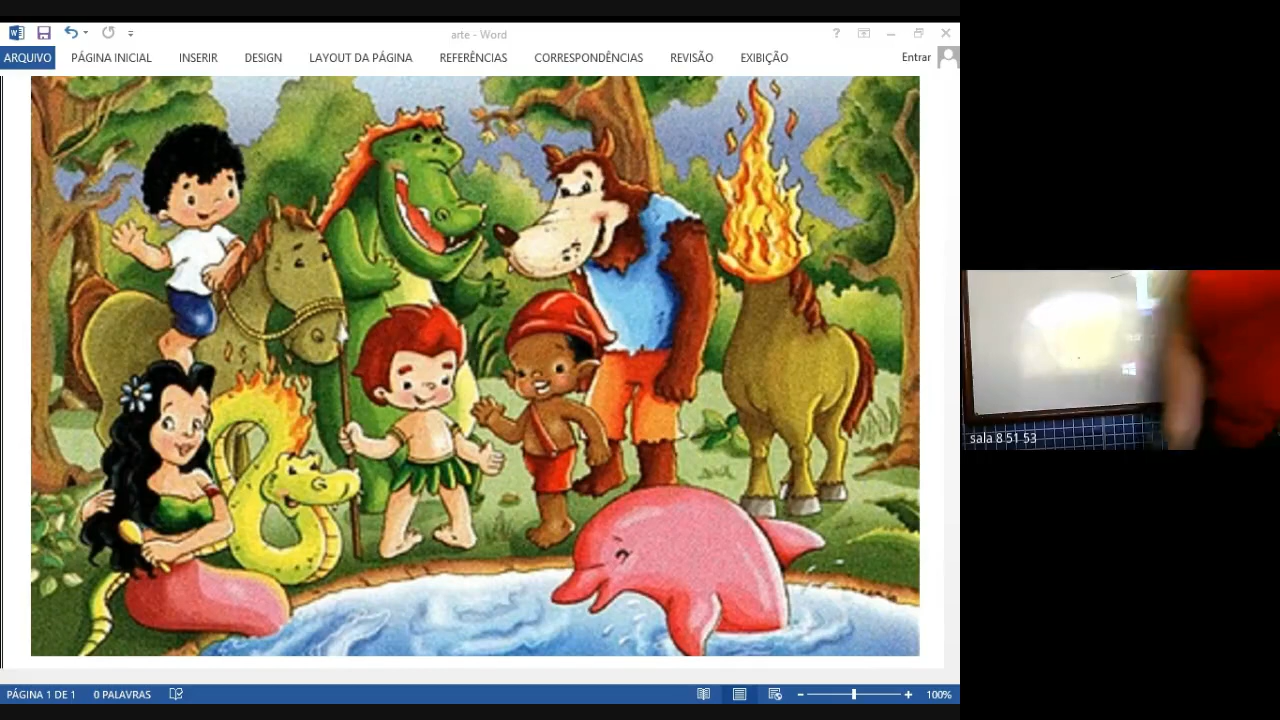 arte - Word
ARQUIVO PÁGINA INICIAL INSERIR DESIGN LAYOUT DA PÁGINA REFERÊNCIAS CORRESPONDÊNCIAS REVISÃO EXIBIÇÃO Entrar
sala 8 51 53
PÁGINA 1 DE 1 0 PALAVRAS 100%